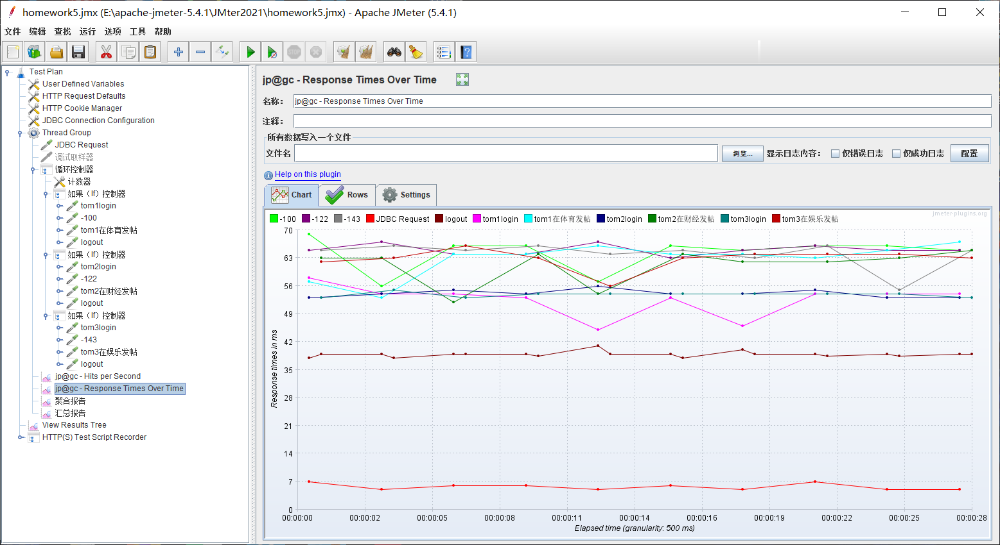 homework5.jmx (E:\apache-jmeter-5.4.1\JMter2021\homework5.jmx) - Apache JMeter (5.4.1)
文件 编辑 查找 运行 选项 工具 帮助
STOP
Test Plan
User Defined Variables
HTTP Request Defaults
HTTP Cookie Manager
JDBC Connection Configuration
Thread Group
JDBC Request
调试取样器
循环控制器
计数器
如果（If）控制器
tom1login
-100
tom1在体育发帖
logout
如果（If）控制器
tom2login
-122
tom2在财经发帖
logout
如果（If）控制器
tom3login
-143
tom3在娱乐发帖
logout
jp@gc - Hits per Second
jp@gc - Response Times Over Time
聚合报告
汇总报告
View Results Tree
HTTP(S) Test Script Recorder
jp@gc - Response Times Over Time
名称： jp@gc - Response Times Over Time
注释：
所有数据写入一个文件
文件名 浏览... 显示日志内容： 仅错误日志 仅成功日志 配置
Help on this plugin
Chart Rows Settings
jmeter-plugins.org
-100 -122 -143 JDBC Request logout tom1login tom1在体育发帖 tom2login tom2在财经发帖 tom3login tom3在娱乐发帖
70
63
56
49
42
35
28
21
14
7
0
Response times in ms
00:00:00 00:00:02 00:00:05 00:00:08 00:00:11 00:00:14 00:00:16 00:00:19 00:00:22 00:00:25 00:00:28
Elapsed time (granularity: 500 ms)